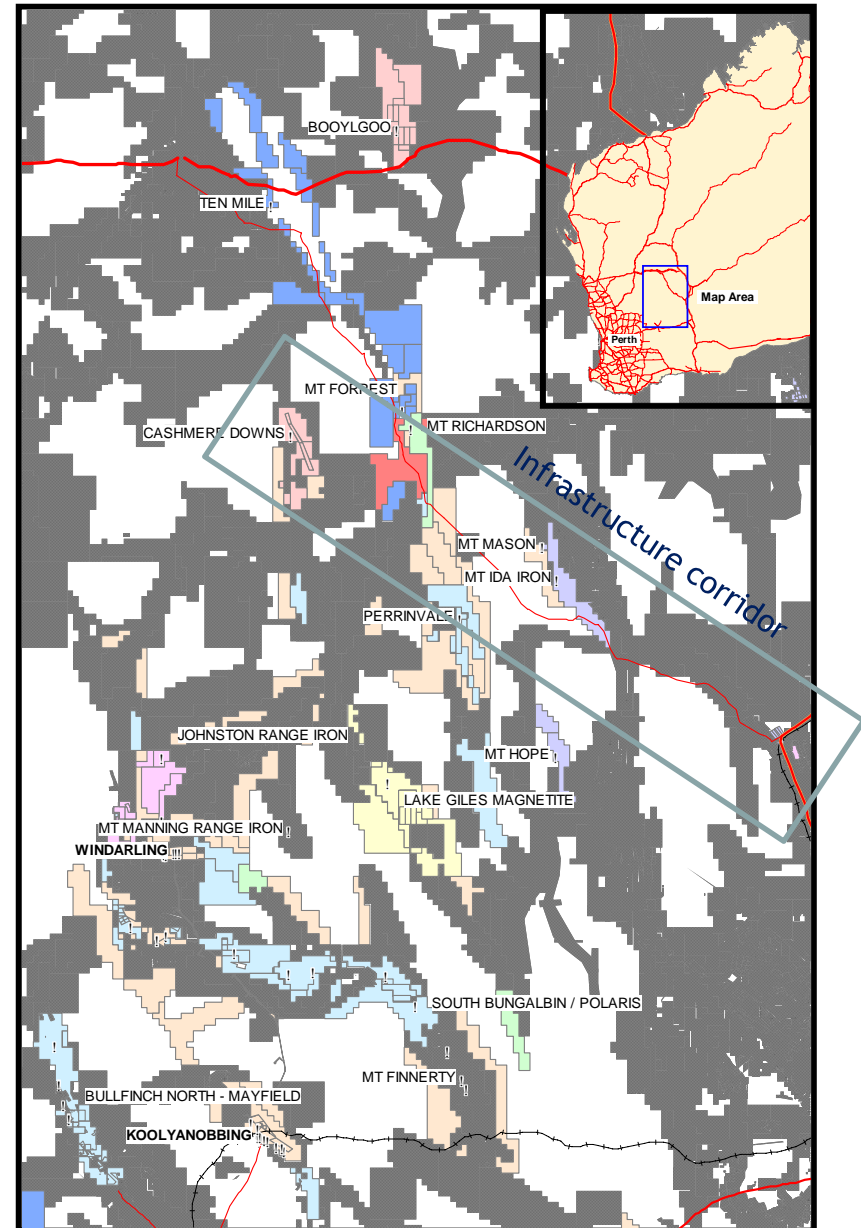 BOOYLGOO
TEN MILE
Map Area
Perth
MT FORREST
CASHMERE DOWNS
MT RICHARDSON
Infrastructure corridor
MT MASON
MT IDA IRON
PERRINVALE
JOHNSTON RANGE IRON
MT HOPE
LAKE GILES MAGNETITE
MT MANNING RANGE IRON
WINDARLING
SOUTH BUNGALBIN / POLARIS
MT FINNERTY
BULLFINCH NORTH - MAYFIELD
KOOLYANOBBING